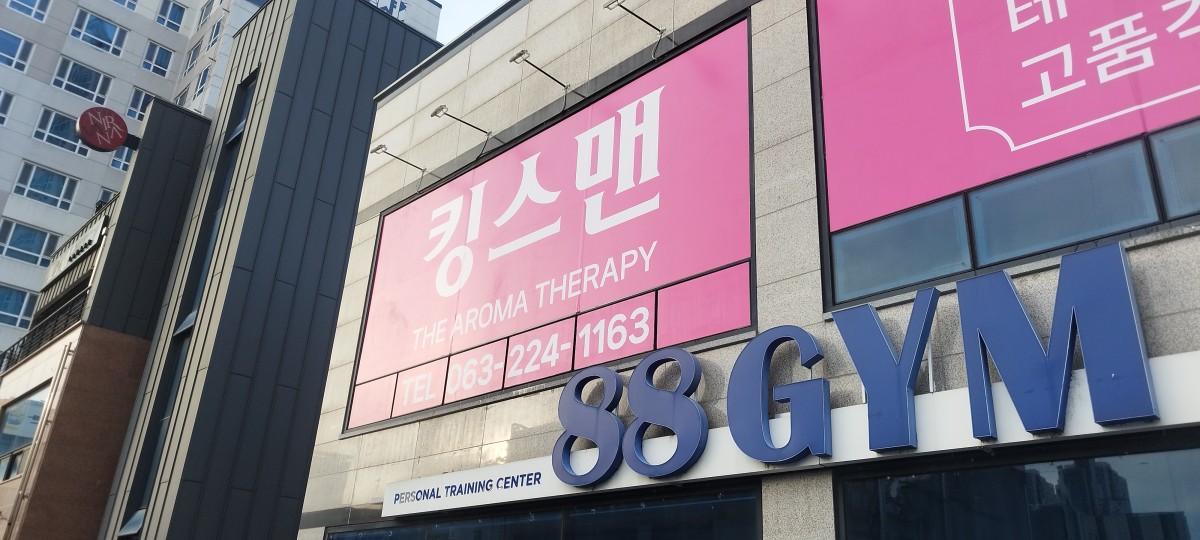 킹스맨
THE AROMA THERAPY
TEL 063-224-1163
고품
88GYM
PERSONAL TRAINING CENTER